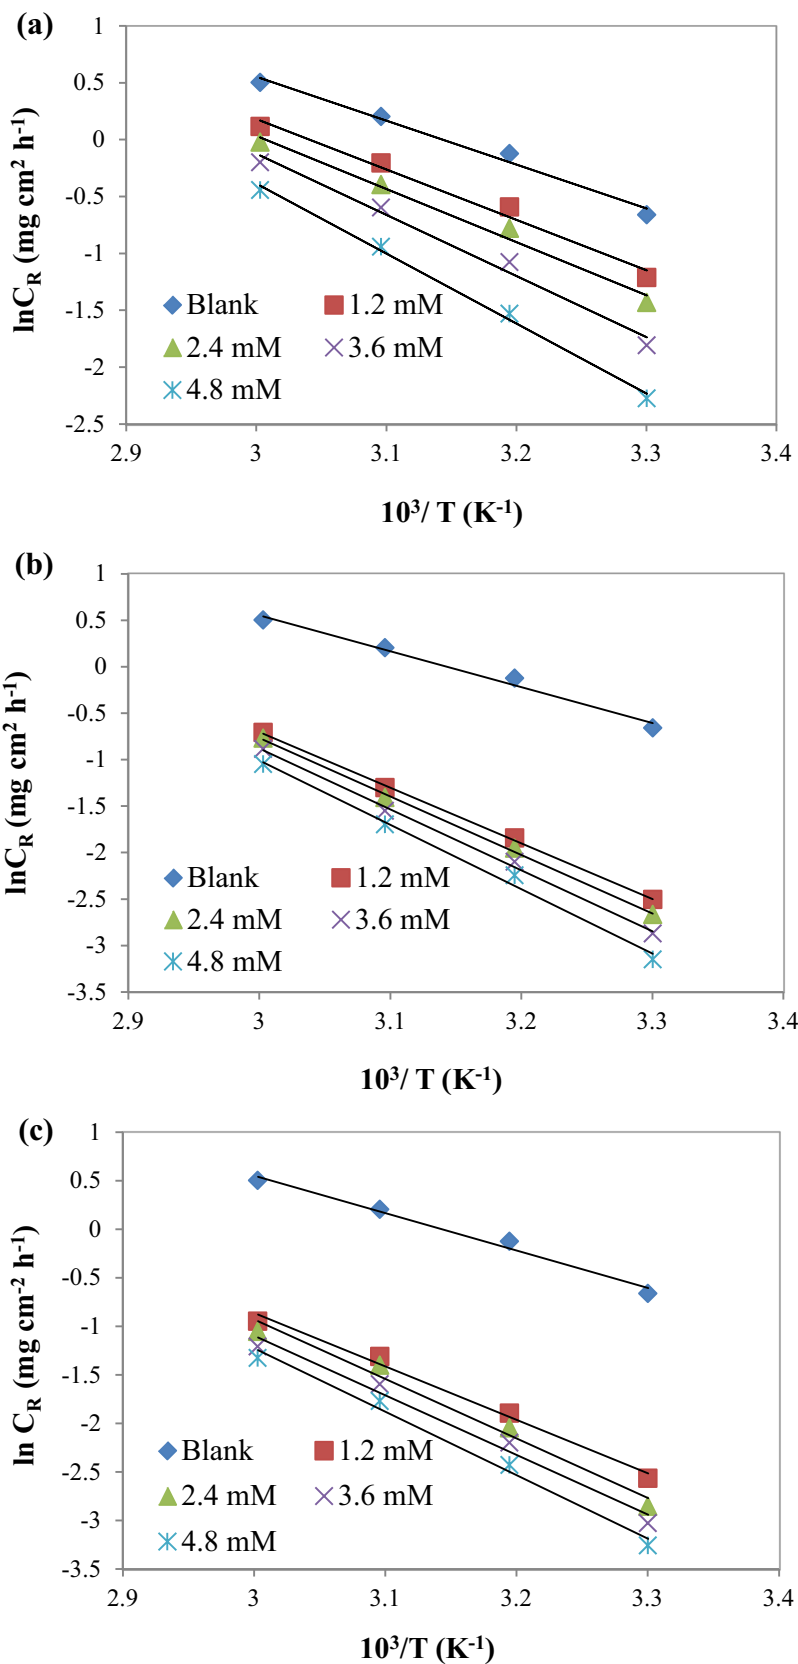 (a)
1
0.5
0
-0.5
-1
-1.5
-2
-2.5
lnC_R (mg cm² h⁻¹)
Blank 1.2 mM
2.4 mM 3.6 mM
4.8 mM
2.9 3 3.1 3.2 3.3 3.4
10³/ T (K⁻¹)
(b)
1
0.5
0
-0.5
-1
-1.5
-2
-2.5
-3
-3.5
lnC_R (mg cm² h⁻¹)
Blank 1.2 mM
2.4 mM 3.6 mM
4.8 mM
2.9 3 3.1 3.2 3.3 3.4
10³/ T (K⁻¹)
(c)
1
0.5
0
-0.5
-1
-1.5
-2
-2.5
-3
-3.5
ln C_R (mg cm⁻² h⁻¹)
Blank 1.2 mM
2.4 mM 3.6 mM
4.8 mM
2.9 3 3.1 3.2 3.3 3.4
10³/T (K⁻¹)